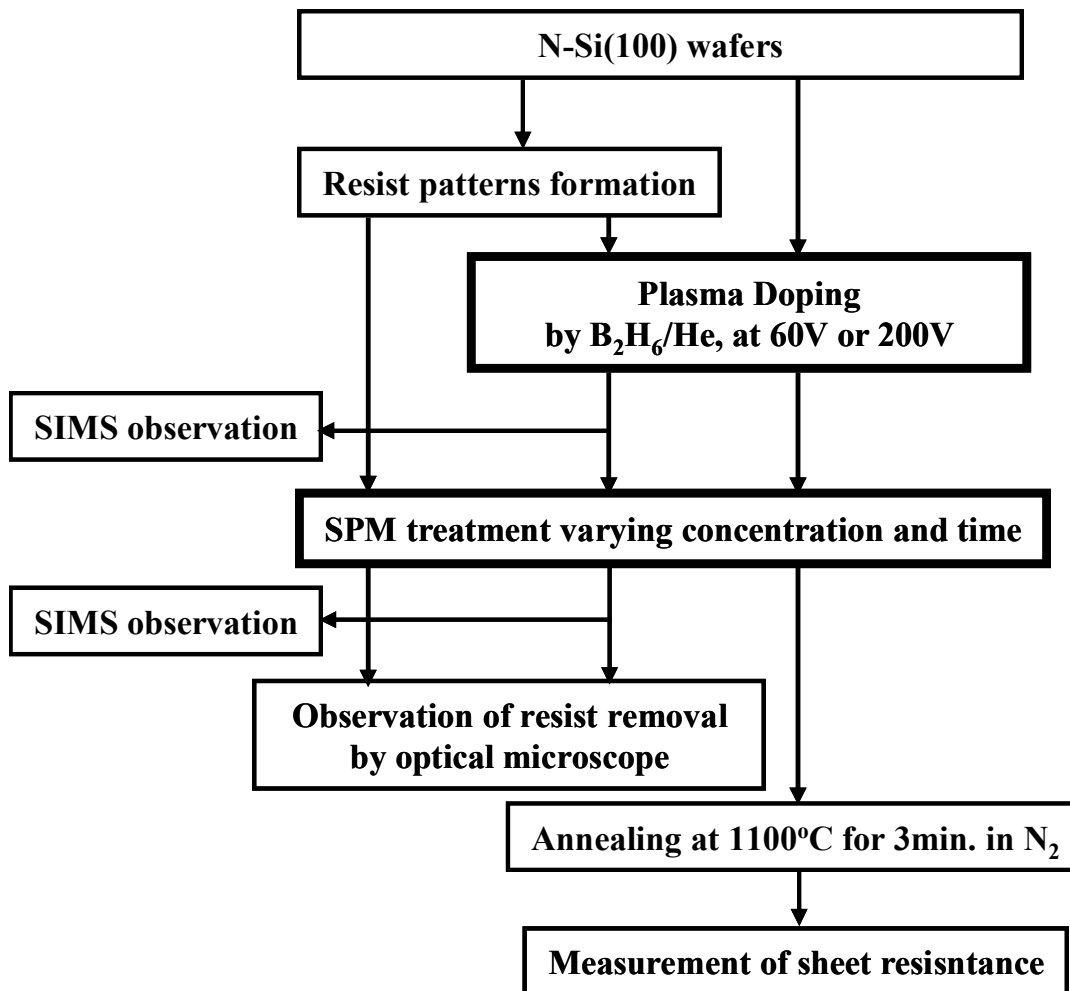 N-Si(100) wafers
Resist patterns formation
Plasma Doping
by B₂H₆/He, at 60V or 200V
SIMS observation
SPM treatment varying concentration and time
SIMS observation
Observation of resist removal
by optical microscope
Annealing at 1100°C for 3min. in N₂
Measurement of sheet resisntance